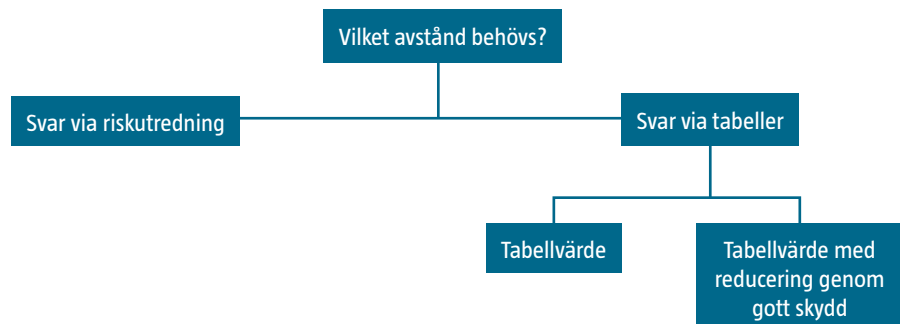 Vilket avstånd behövs?
Svar via riskutredning
Svar via tabeller
Tabellvärde
Tabellvärde med
reducering genom
gott skydd